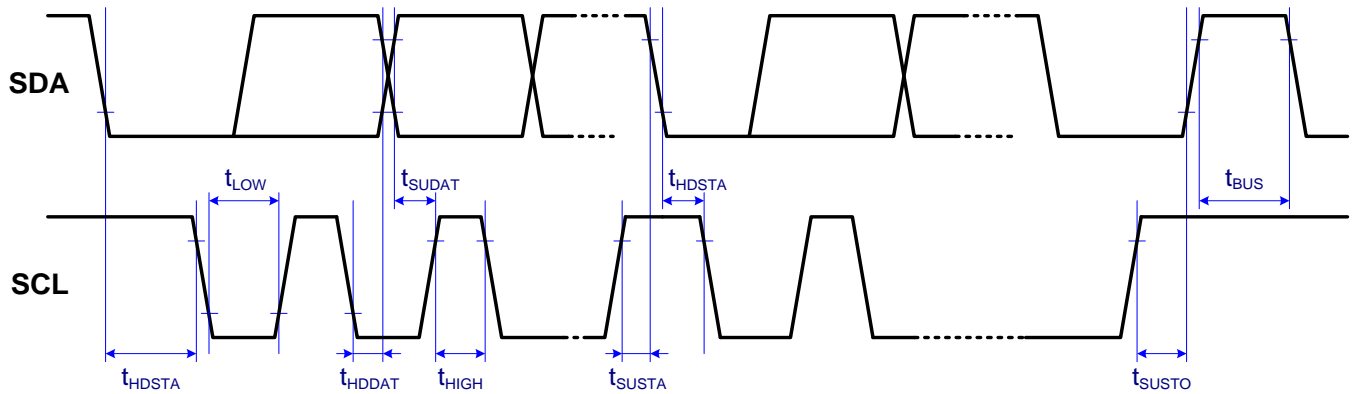 SDA
tLOW
tSUDAT
tHDSTA
tBUS
SCL
tHDSTA
tHDDAT
tHIGH
tSUSTA
tSUSTO